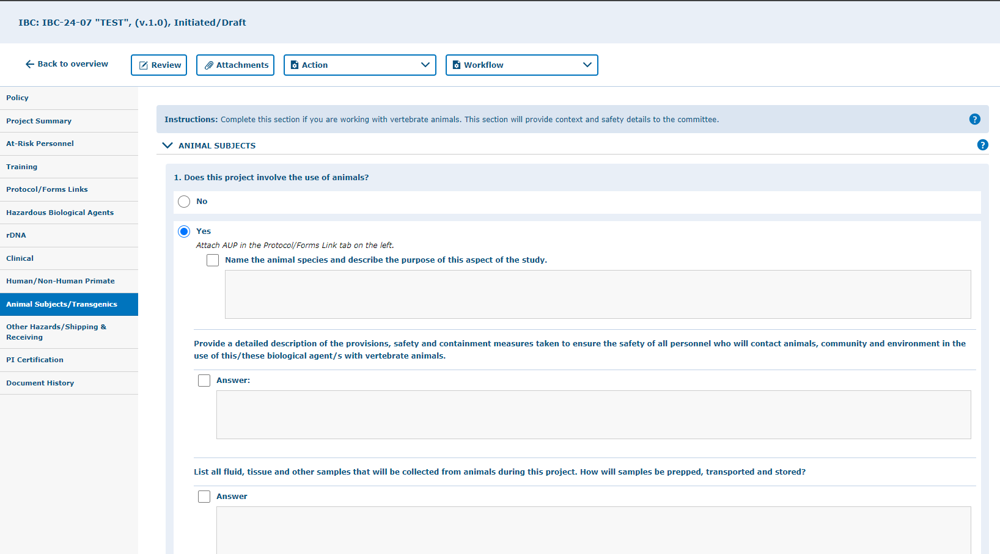 IBC: IBC-24-07 "TEST", (v.1.0), Initiated/Draft
Back to overview
Review
Attachments
Action
Workflow
Policy
Project Summary
At-Risk Personnel
Training
Protocol/Forms Links
Hazardous Biological Agents
rDNA
Clinical
Human/Non-Human Primate
Animal Subjects/Transgenics
Other Hazards/Shipping &
Receiving
PI Certification
Document History
Instructions: Complete this section if you are working with vertebrate animals. This section will provide context and safety details to the committee.
?
ANIMAL SUBJECTS
?
1. Does this project involve the use of animals?
No
Yes
Attach AUP in the Protocol/Forms Link tab on the left.
Name the animal species and describe the purpose of this aspect of the study.
Provide a detailed description of the provisions, safety and containment measures taken to ensure the safety of all personnel who will contact animals, community and environment in the
use of this/these biological agent/s with vertebrate animals.
Answer:
List all fluid, tissue and other samples that will be collected from animals during this project. How will samples be prepped, transported and stored?
Answer